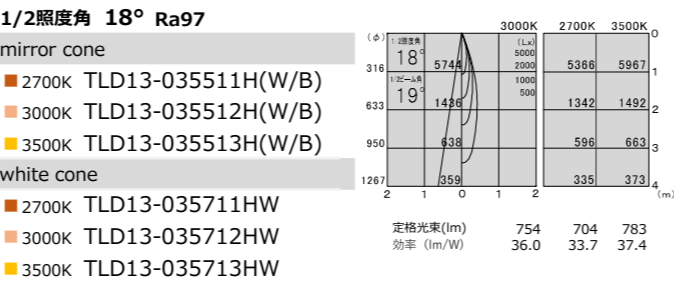 1/2照度角 18° Ra97
mirror cone
2700K TLD13-035511H(W/B)
3000K TLD13-035512H(W/B)
3500K TLD13-035513H(W/B)
white cone
2700K TLD13-035711HW
3000K TLD13-035712HW
3500K TLD13-035713HW
3000K 2700K 3500K
(φ) 1/2照度角 (Lx) 0
18° 5000
316 5744 2000 5366 5967 1
1/2ビーム角 1000
19° 500
633 1436 1342 1492 2
950 638 596 663 3
1267 359 335 373 4
2 1 0 1 2 (m)
定格光束(lm) 754 704 783
効率 (lm/W) 36.0 33.7 37.4